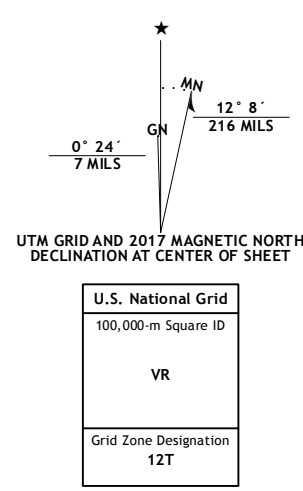 ★
MN
GN
12° 8´
216 MILS
0° 24´
7 MILS
UTM GRID AND 2017 MAGNETIC NORTH
DECLINATION AT CENTER OF SHEET
U.S. National Grid
100,000-m Square ID
VR
Grid Zone Designation
12T